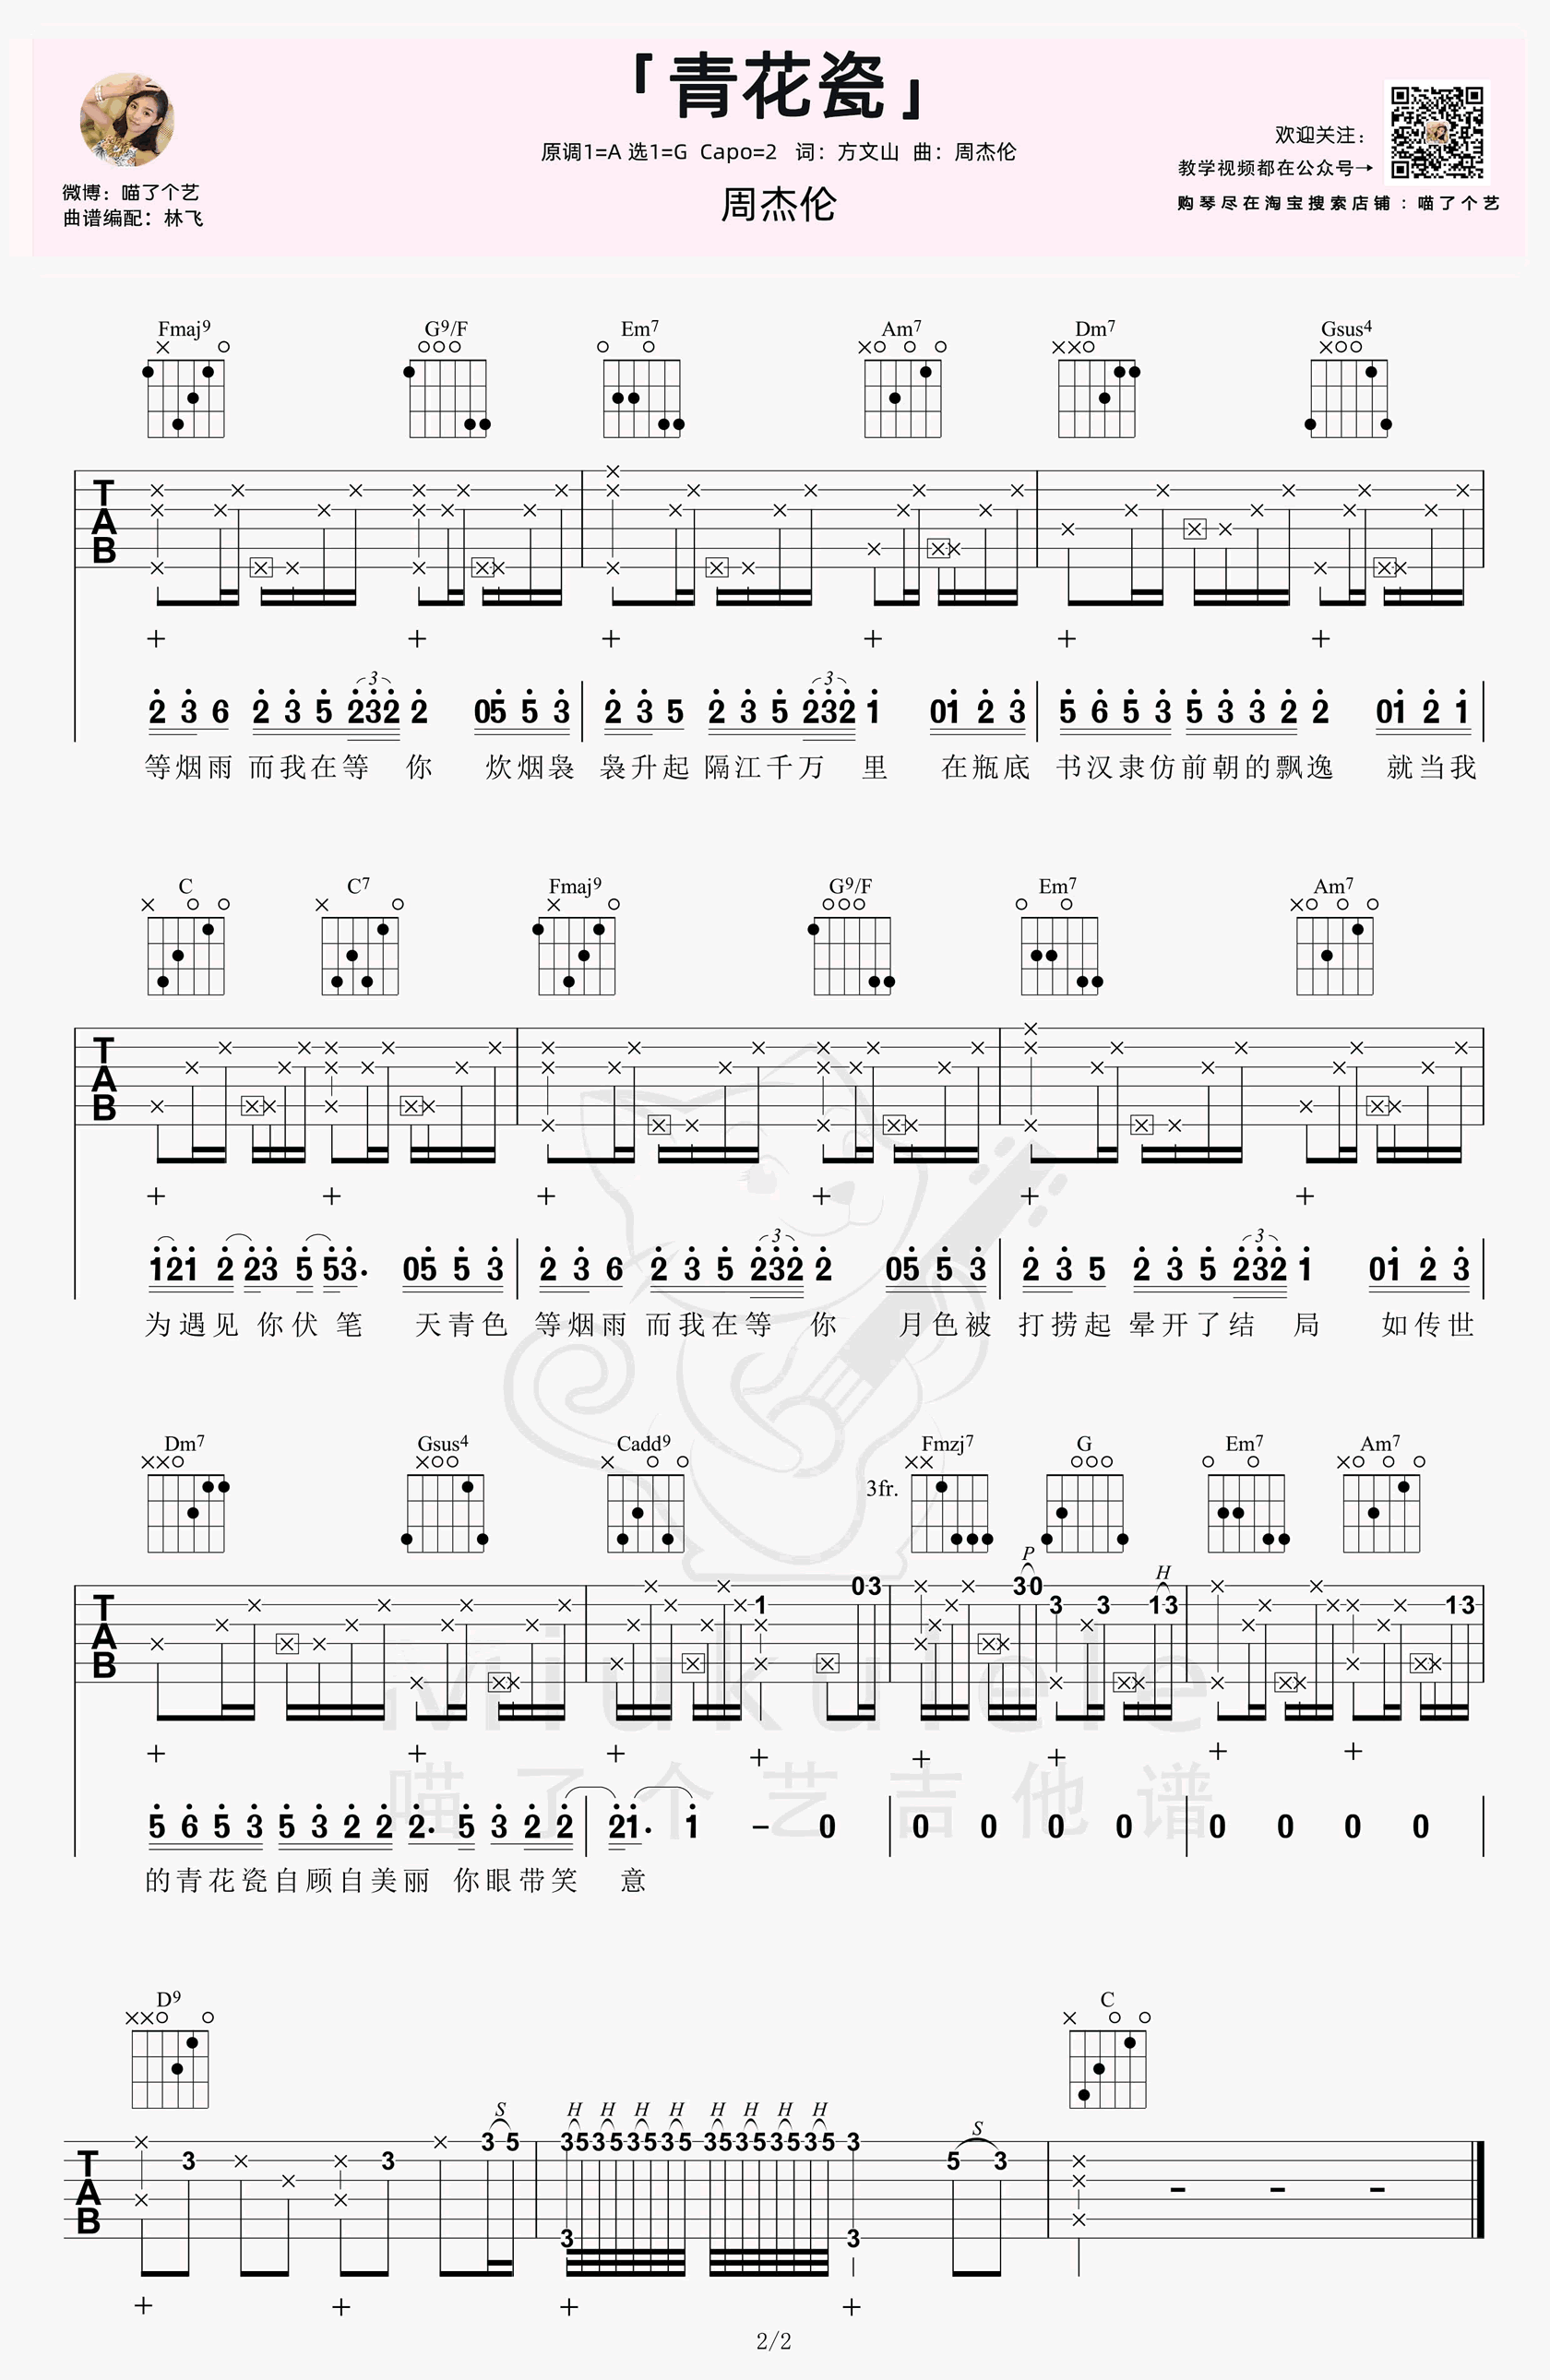 「青花瓷」
原调1=A 选1=G Capo=2 词：方文山 曲：周杰伦
周杰伦
微博：喵了个艺
曲谱编配：林飞
欢迎关注：
教学视频都在公众号→
购琴尽在淘宝搜索店铺：喵了个艺
Fmaj9 G9/F Em7 Am7 Dm7 Gsus4
T
A
B
3 3
2 3 6 2 3 5 232 2 05 5 3 2 3 5 2 3 5 232 1 01 2 3 5 6 5 3 5 3 3 2 2 01 2 1
等烟雨 而我在等 你 炊烟袅 袅升起 隔江千万 里 在瓶底 书汉隶仿前朝的飘逸 就当我
C C7 Fmaj9 G9/F Em7 Am7
T
A
B
3 3
121 2 23 5 53. 05 5 3 2 3 6 2 3 5 232 2 05 5 3 2 3 5 2 3 5 232 1 01 2 3
为遇见 你伏 笔 天青色 等烟雨 而我在等 你 月色被 打捞起 晕开了结 局 如传世
Dm7 Gsus4 Cadd9 Fmzj7 G Em7 Am7
3fr.
P H
T
A
B
1 03 30 3 3 13 13
Miukulele
喵了个艺吉他谱
5 6 5 3 5 3 2 2 2. 5 3 2 2 21. 1 – 0 0 0 0 0 0 0 0 0
的青花瓷自顾自美丽 你眼带笑 意
D9 C
S H H H H H H H H S
T
A
B
3 3 35 35353535 35353535 3 5 3 - - -
3 3
2/2